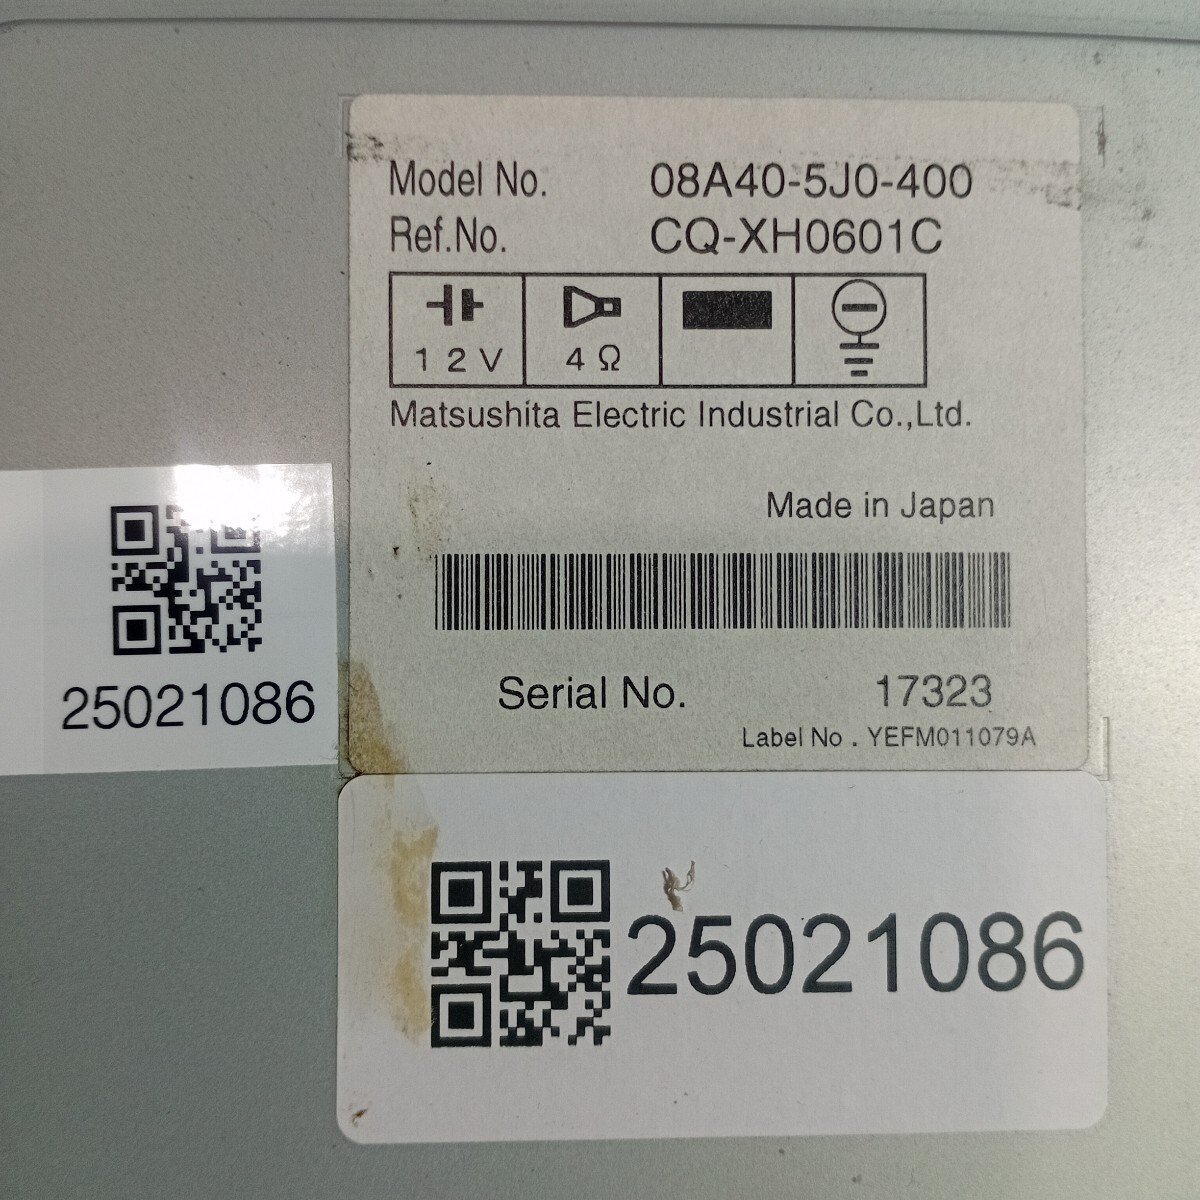 Model No. 08A40-5J0-400
Ref.No. CQ-XH0601C
12V 4Ω
Matsushita Electric Industrial Co.,Ltd.
Made in Japan
Serial No. 17323
Label No . YEFM011079A
25021086
25021086